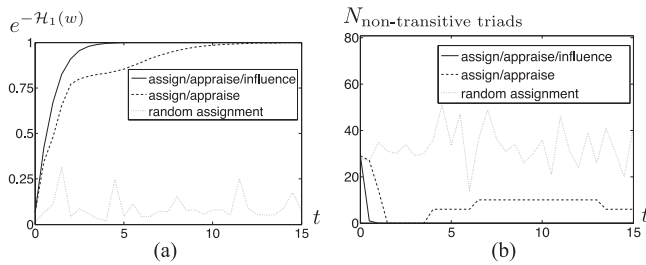 e^{-\mathcal{H}_1(w)}
1
0.75
0.5
0.25
0
0
5
10
15
t
assign/appraise/influence
assign/appraise
random assignment
(a)
N_{non-transitive triads}
80
60
40
20
0
0
5
10
15
t
assign/appraise/influence
assign/appraise
random assignment
(b)